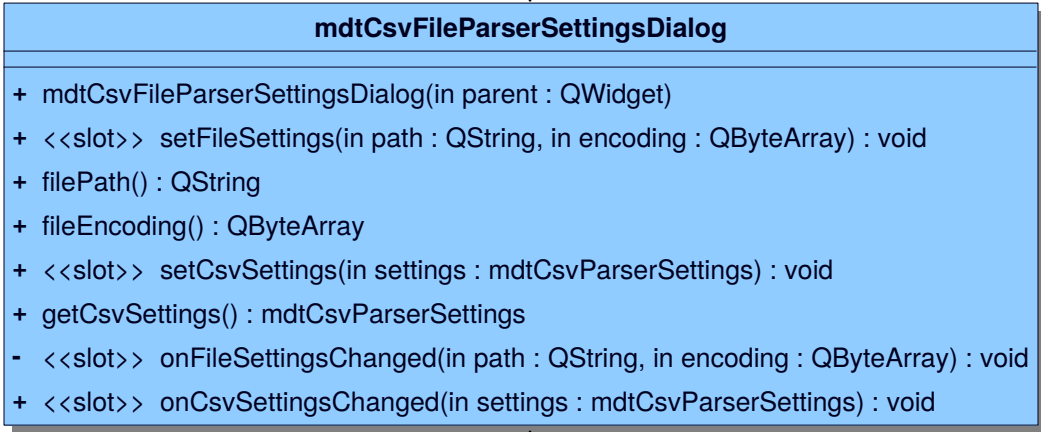 mdtCsvFileParserSettingsDialog
+ mdtCsvFileParserSettingsDialog(in parent : QWidget)
+ <<slot>> setFileSettings(in path : QString, in encoding : QByteArray) : void
+ filePath() : QString
+ fileEncoding() : QByteArray
+ <<slot>> setCsvSettings(in settings : mdtCsvParserSettings) : void
+ getCsvSettings() : mdtCsvParserSettings
- <<slot>> onFileSettingsChanged(in path : QString, in encoding : QByteArray) : void
+ <<slot>> onCsvSettingsChanged(in settings : mdtCsvParserSettings) : void